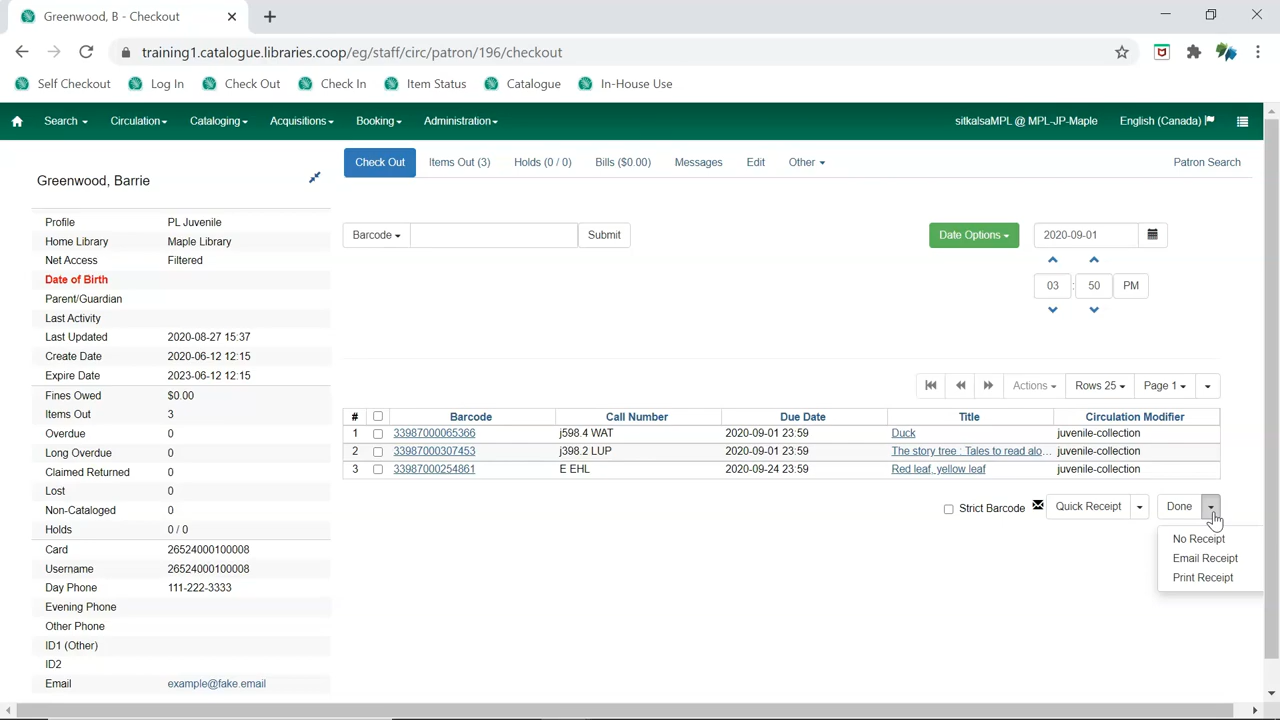 Greenwood, B - Checkout
training1.catalogue.libraries.coop/eg/staff/circ/patron/196/checkout
Self Checkout Log In Check Out Check In Item Status Catalogue In-House Use
Search Circulation Cataloging Acquisitions Booking Administration sitkalsaMPL @ MPL-JP-Maple English (Canada)
Check Out Items Out (3) Holds (0 / 0) Bills ($0.00) Messages Edit Other Patron Search
Greenwood, Barrie
Profile PL Juvenile
Home Library Maple Library
Net Access Filtered
Date of Birth
Parent/Guardian
Last Activity
Last Updated 2020-08-27 15:37
Create Date 2020-06-12 12:15
Expire Date 2023-06-12 12:15
Fines Owed $0.00
Items Out 3
Overdue 0
Long Overdue 0
Claimed Returned 0
Lost 0
Non-Cataloged 0
Holds 0 / 0
Card 26524000100008
Username 26524000100008
Day Phone 111-222-3333
Evening Phone
Other Phone
ID1 (Other)
ID2
Email example@fake.email
Barcode Submit Date Options 2020-09-01
03 : 50 PM
Actions Rows 25 Page 1
# Barcode Call Number Due Date Title Circulation Modifier
1 33987000065366 j598.4 WAT 2020-09-01 23:59 Duck juvenile-collection
2 33987000307453 j398.2 LUP 2020-09-01 23:59 The story tree : Tales to read alo... juvenile-collection
3 33987000254861 E EHL 2020-09-24 23:59 Red leaf, yellow leaf juvenile-collection
Strict Barcode Quick Receipt Done
No Receipt
Email Receipt
Print Receipt